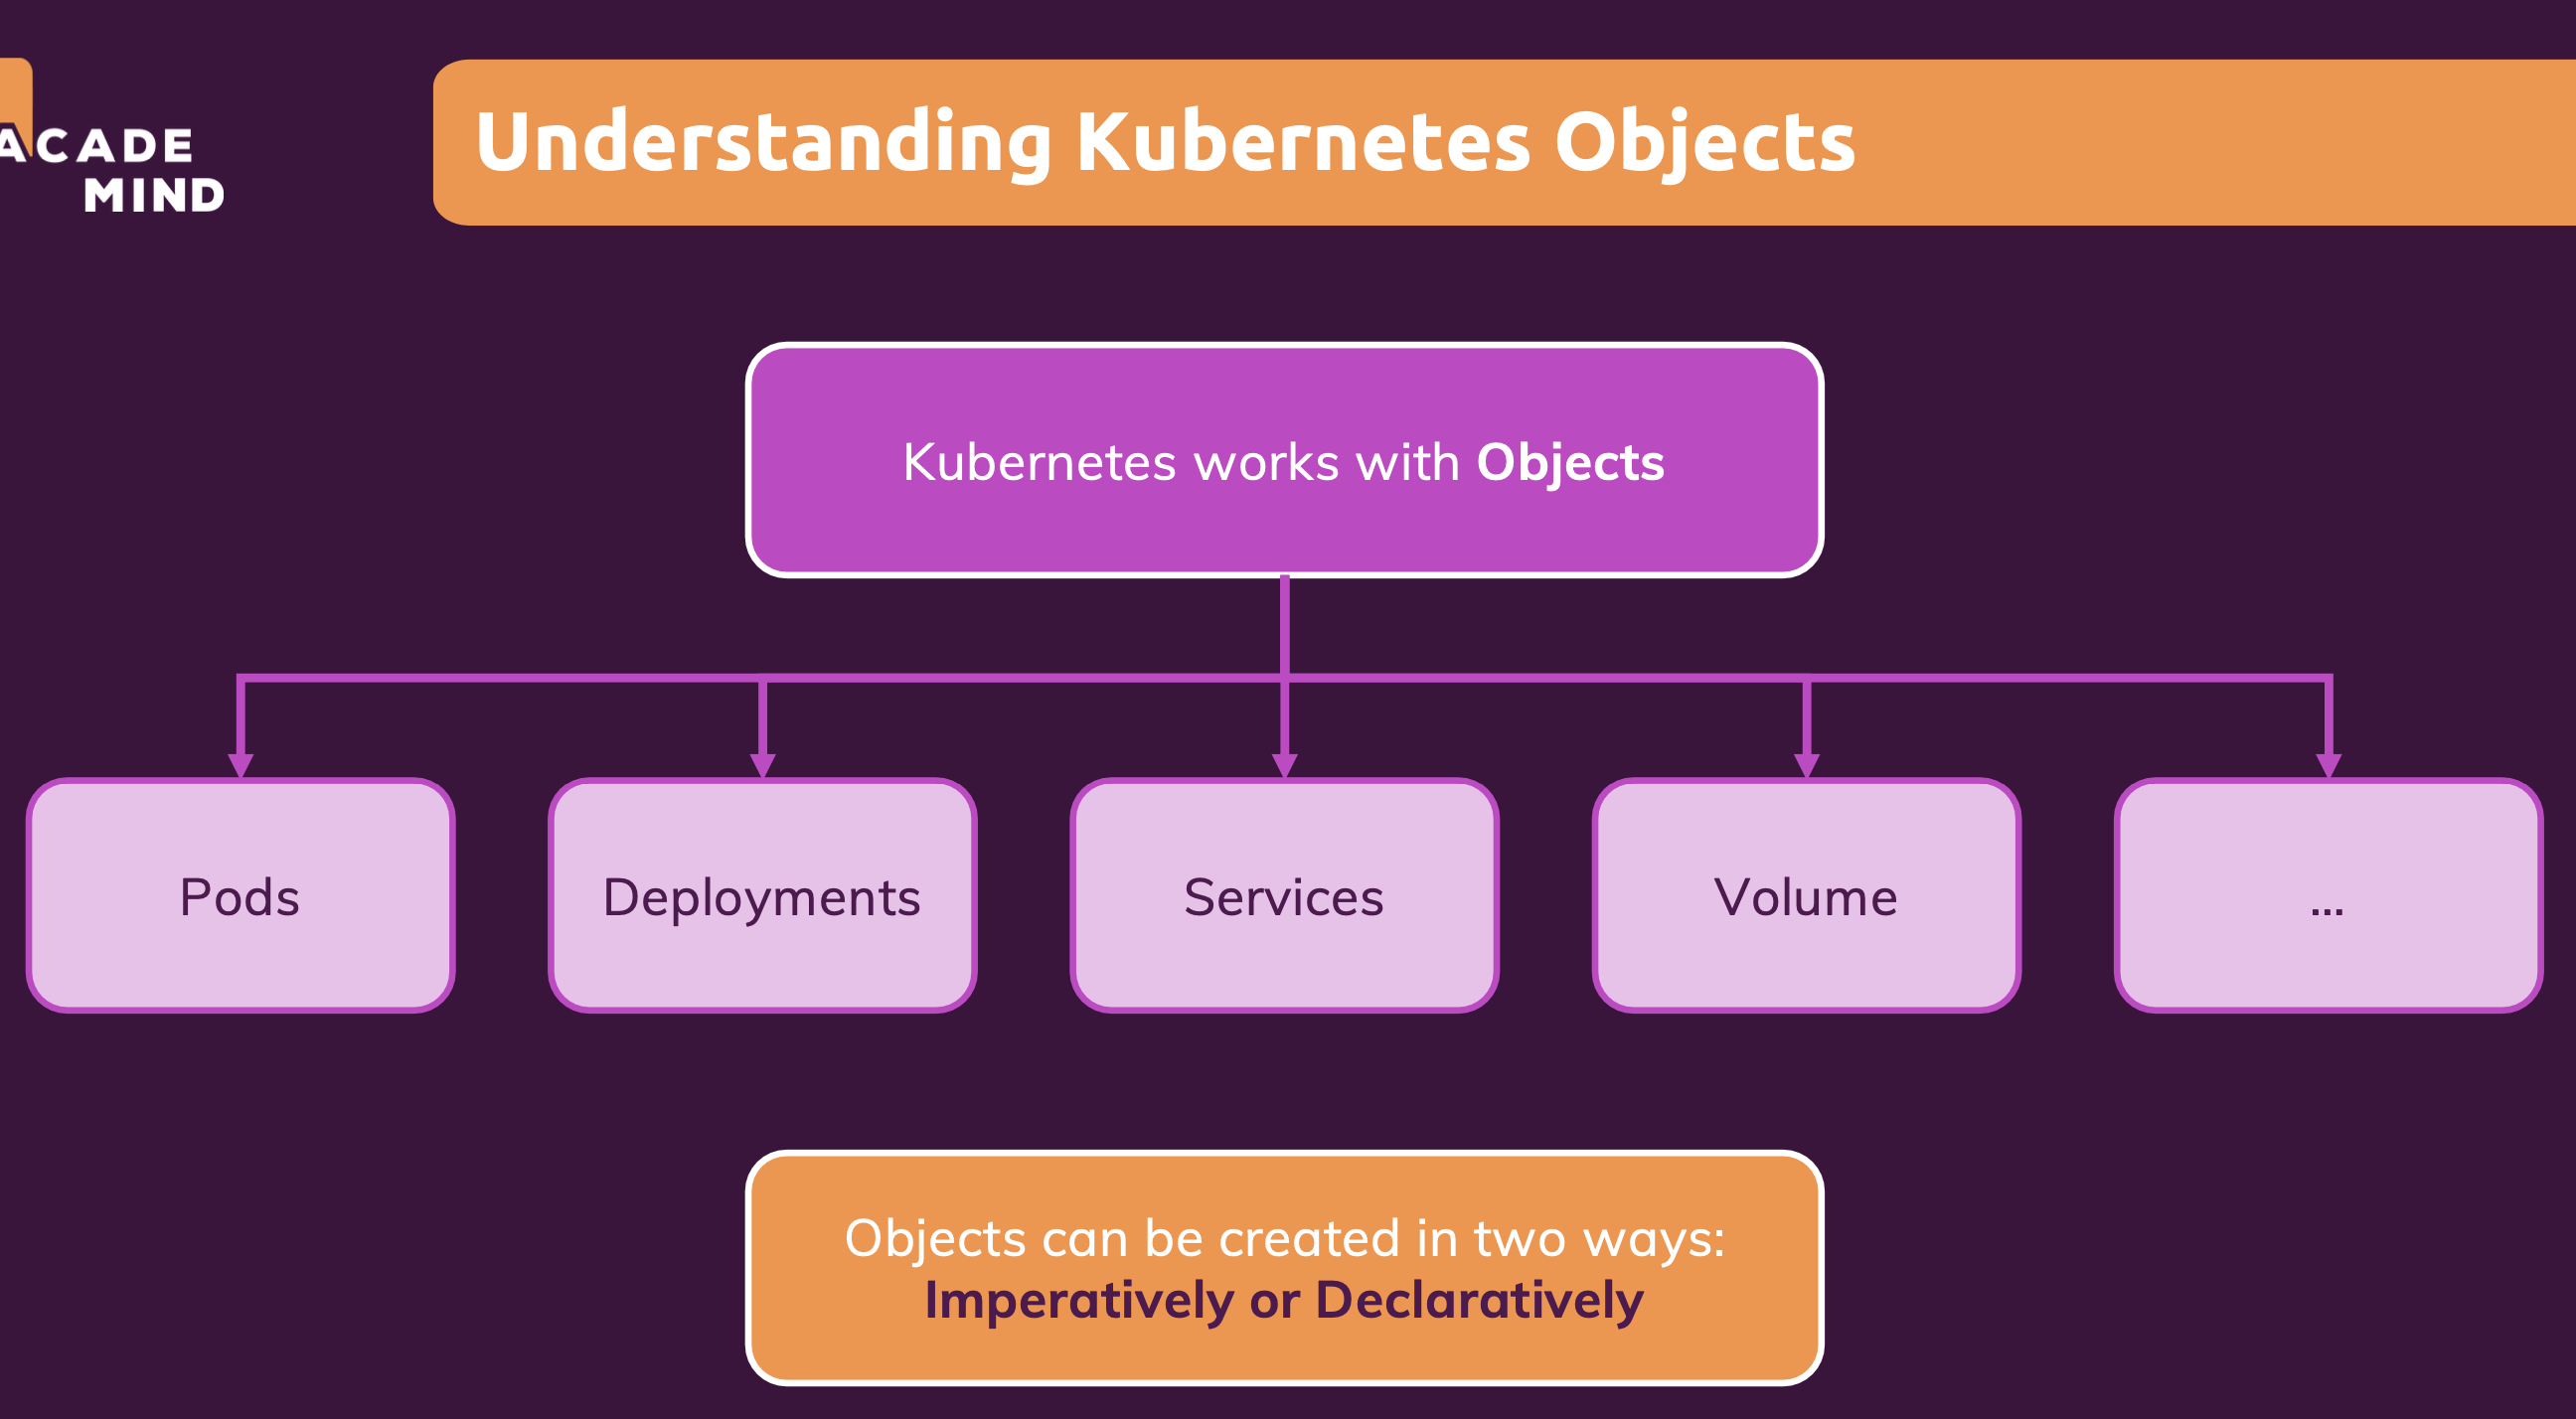 ACADE
MIND
Understanding Kubernetes Objects
Kubernetes works with Objects
Pods
Deployments
Services
Volume
...
Objects can be created in two ways:
Imperatively or Declaratively